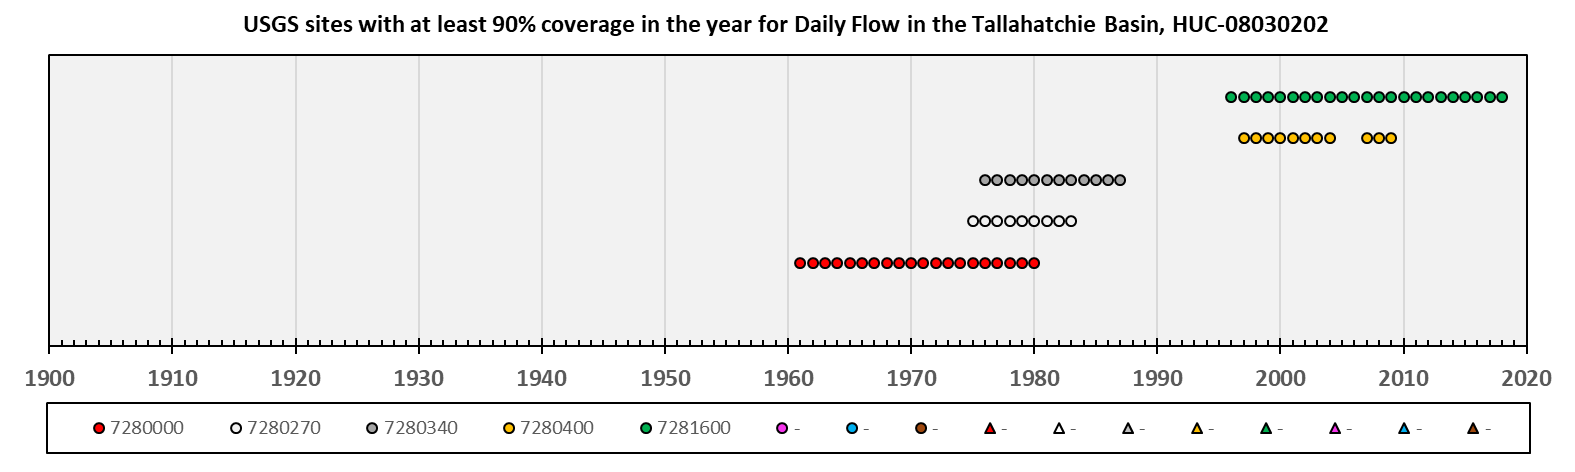 USGS sites with at least 90% coverage in the year for Daily Flow in the Tallahatchie Basin, HUC-08030202
1900 1910 1920 1930 1940 1950 1960 1970 1980 1990 2000 2010 2020
7280000 7280270 7280340 7280400 7281600 - - - - - - - - - - -